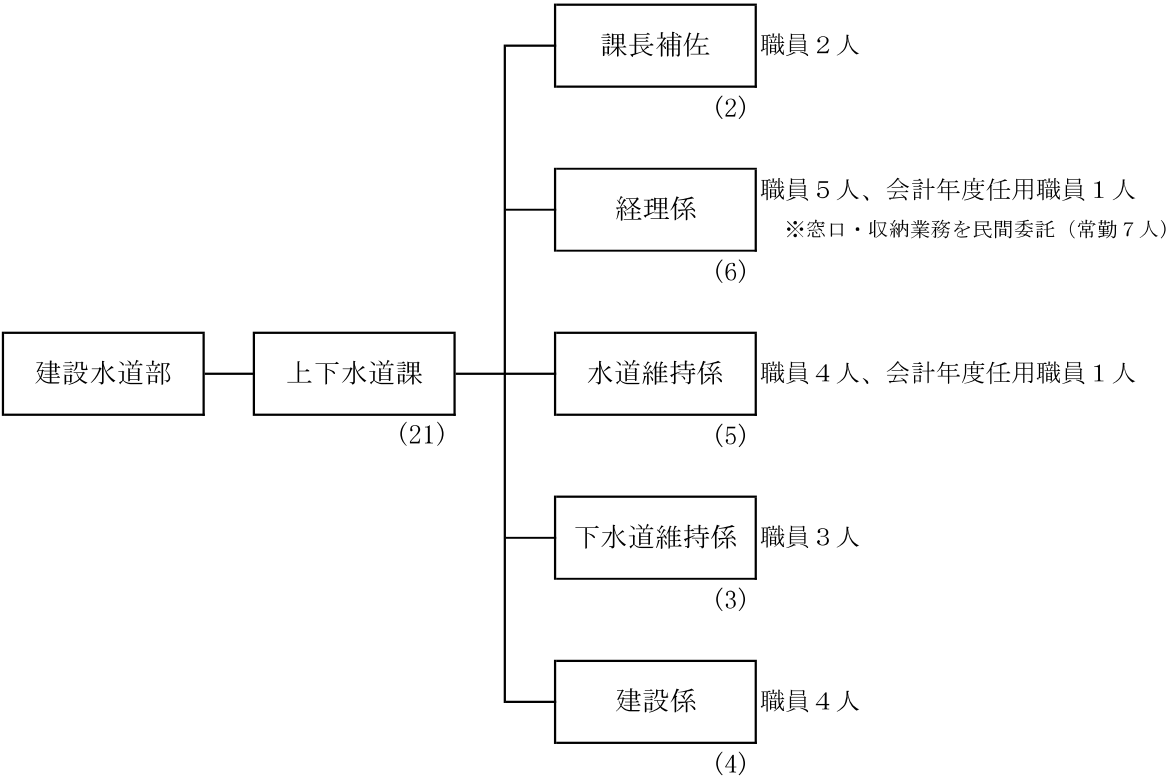 課長補佐
職員２人
(2)
経理係
職員５人、会計年度任用職員１人
※窓口・収納業務を民間委託（常勤７人）
(6)
建設水道部
上下水道課
(21)
水道維持係
職員４人、会計年度任用職員１人
(5)
下水道維持係
職員３人
(3)
建設係
職員４人
(4)